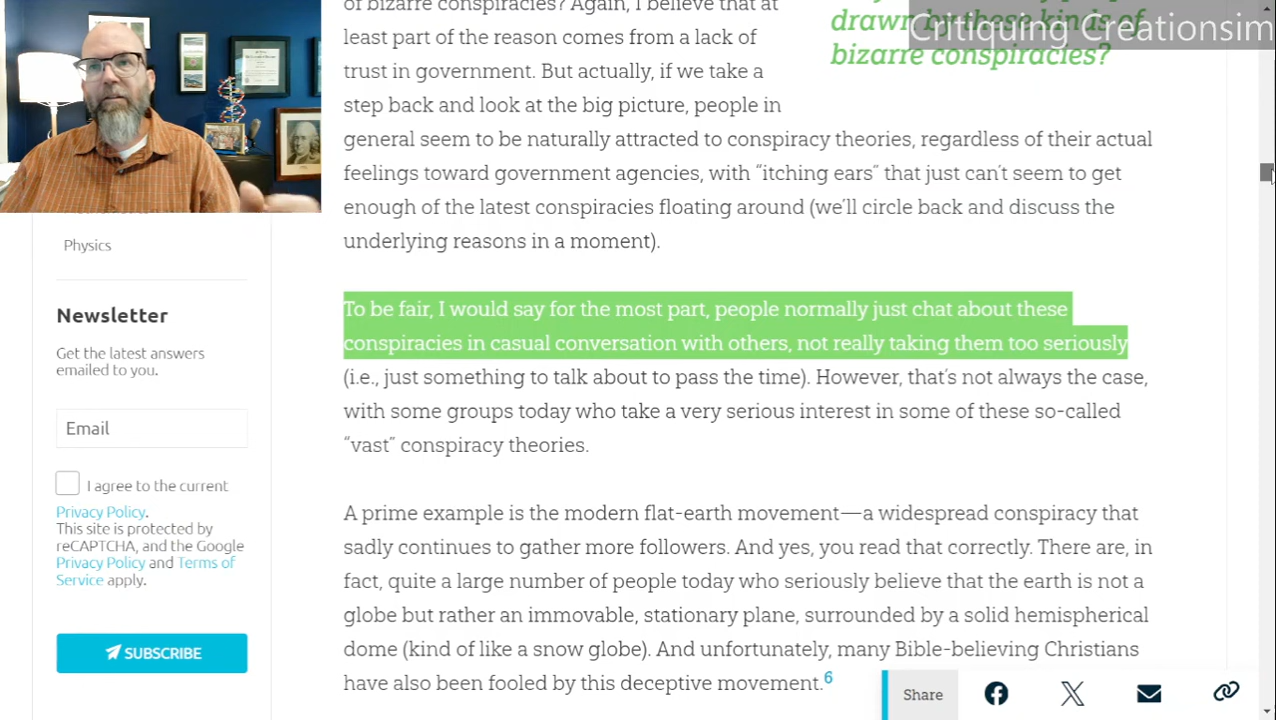 of bizarre conspiracies? Again, I believe that at
least part of the reason comes from a lack of
trust in government. But actually, if we take a
step back and look at the big picture, people in
general seem to be naturally attracted to conspiracy theories, regardless of their actual
feelings toward government agencies, with “itching ears” that just can’t seem to get
enough of the latest conspiracies floating around (we’ll circle back and discuss the
underlying reasons in a moment).
drawn by these kinds of
bizarre conspiracies?
Critiquing Creationsim
Physics
Newsletter
Get the latest answers
emailed to you.
Email
I agree to the current
Privacy Policy.
This site is protected by
reCAPTCHA, and the Google
Privacy Policy and Terms of
Service apply.
SUBSCRIBE
To be fair, I would say for the most part, people normally just chat about these
conspiracies in casual conversation with others, not really taking them too seriously
(i.e., just something to talk about to pass the time). However, that’s not always the case,
with some groups today who take a very serious interest in some of these so-called
“vast” conspiracy theories.
A prime example is the modern flat-earth movement—a widespread conspiracy that
sadly continues to gather more followers. And yes, you read that correctly. There are, in
fact, quite a large number of people today who seriously believe that the earth is not a
globe but rather an immovable, stationary plane, surrounded by a solid hemispherical
dome (kind of like a snow globe). And unfortunately, many Bible-believing Christians
have also been fooled by this deceptive movement.6
Share